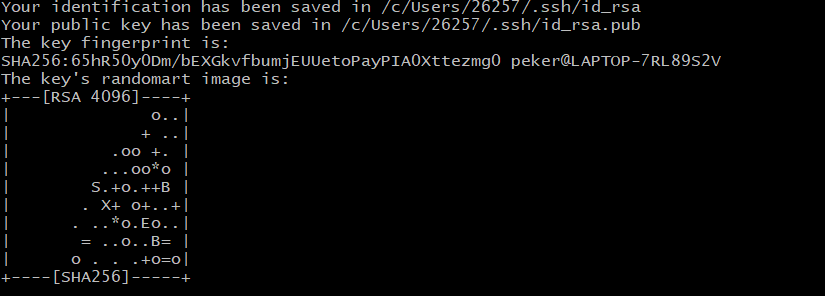 Your identification has been saved in /c/Users/26257/.ssh/id_rsa
Your public key has been saved in /c/Users/26257/.ssh/id_rsa.pub
The key fingerprint is:
SHA256:65hR5OyODm/bEXGkvfbumjEUUetoPayPIAOXttezmg0 peker@LAPTOP-7RL89S2V
The key's randomart image is:
+---[RSA 4096]----+
|              o..|
|             + ..|
|          .oo +. |
|         ...oo*o |
|        S.+o.++B |
|       . X+ o+..+|
|      . ..*o.Eo..|
|       = ..o..B= |
|      o . . .+o=o|
+----[SHA256]-----+